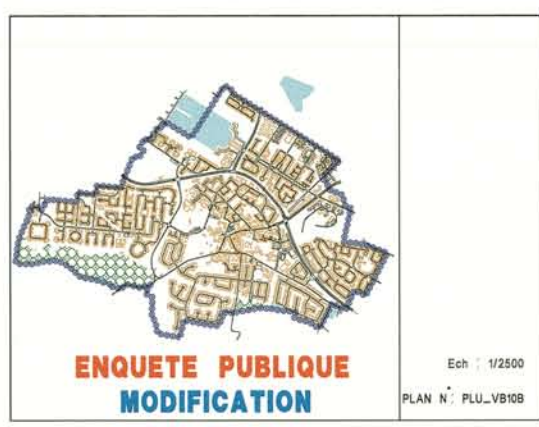 ENQUETE PUBLIQUE
MODIFICATION
Ech : 1/2500
PLAN N° : PLU_VB10B